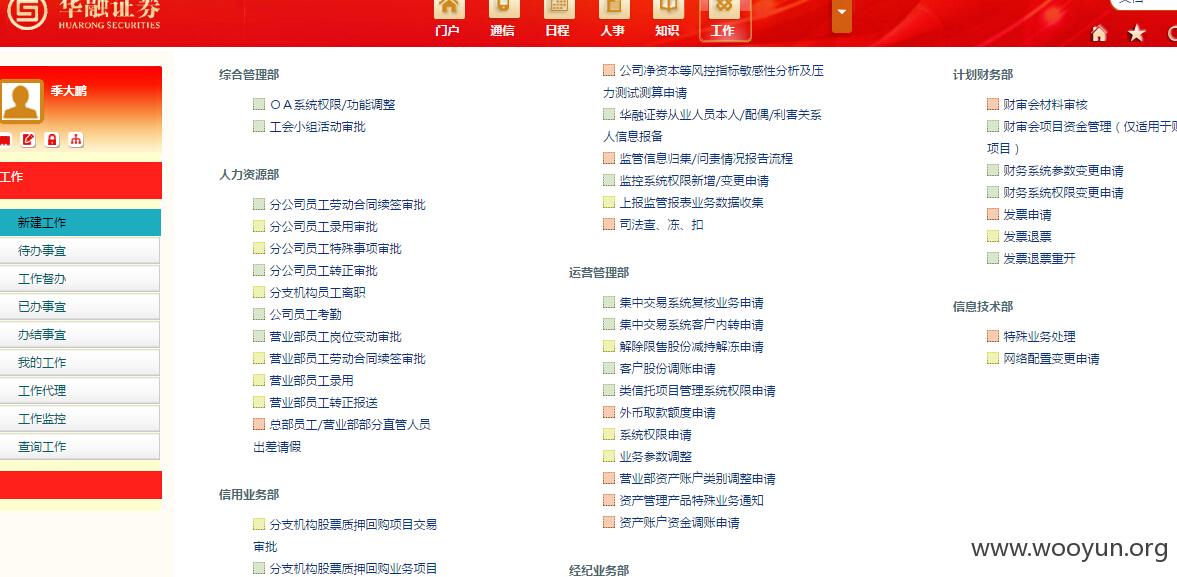 华融证券
HUARONG SECURITIES
门户
通信
日程
人事
知识
工作
季大鹏
工作
新建工作
待办事宜
工作督办
已办事宜
办结事宜
我的工作
工作代理
工作监控
查询工作
综合管理部
OA系统权限/功能调整
工会小组活动审批
人力资源部
分公司员工劳动合同续签审批
分公司员工录用审批
分公司员工特殊事项审批
分公司员工转正审批
分支机构员工离职
公司员工考勤
营业部员工岗位变动审批
营业部员工劳动合同续签审批
营业部员工录用
营业部员工转正报送
总部员工/营业部部分直管人员
出差请假
信用业务部
分支机构股票质押回购项目交易
审批
分支机构股票质押回购业务项目
公司净资本等风控指标敏感性分析及压
力测试测算申请
华融证券从业人员本人/配偶/利害关系
人信息报备
监管信息归集/问责情况报告流程
监控系统权限新增/变更申请
上报监管报表业务数据收集
司法查、冻、扣
运营管理部
集中交易系统复核业务申请
集中交易系统客户内转申请
解除限售股份减持解冻申请
客户股份调账申请
类信托项目管理系统权限申请
外币取款额度申请
系统权限申请
业务参数调整
营业部资产账户类别调整申请
资产管理产品特殊业务通知
资产账户资金调账申请
经纪业务部
计划财务部
财审会材料审核
财审会项目资金管理（仅适用于
项目）
财务系统参数变更申请
财务系统权限变更申请
发票申请
发票退票
发票退票重开
信息技术部
特殊业务处理
网络配置变更申请
www.wooyun.org